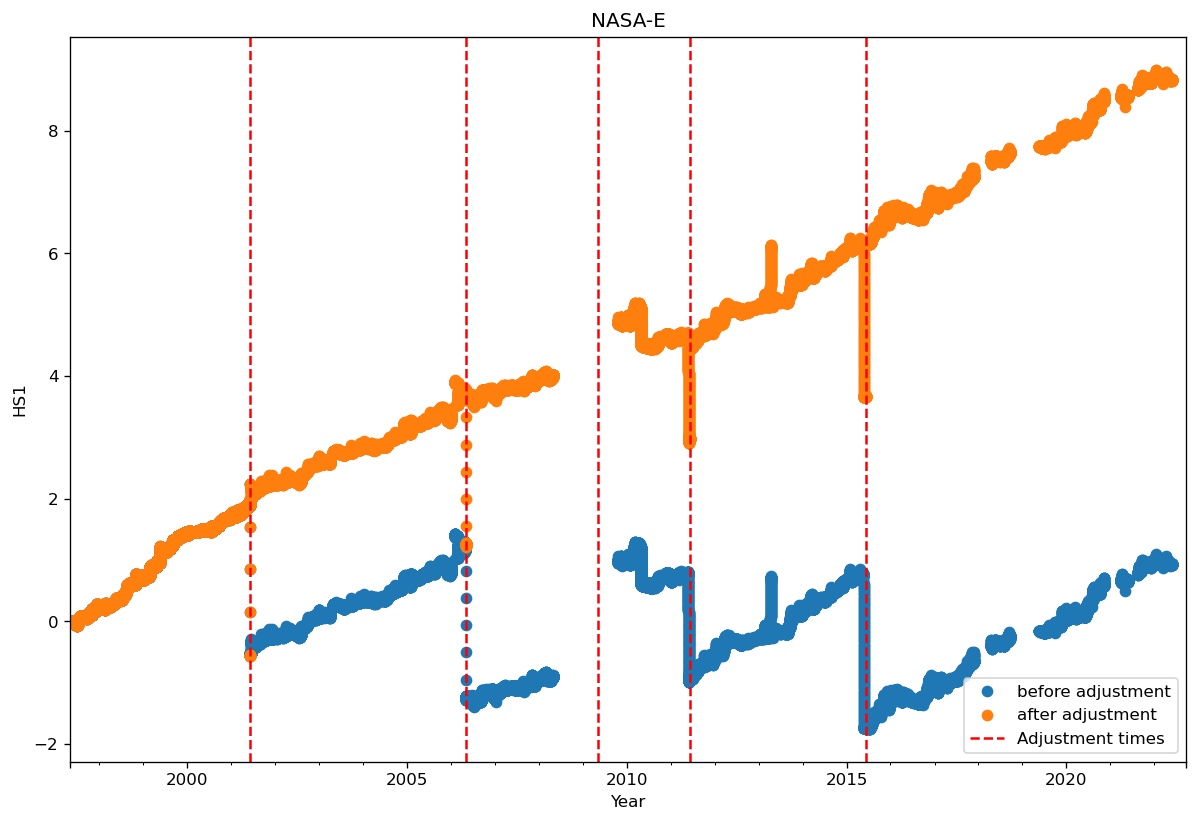 NASA-E
HS1
8
6
4
2
0
−2
2000
2005
2010
2015
2020
Year
before adjustment
after adjustment
Adjustment times